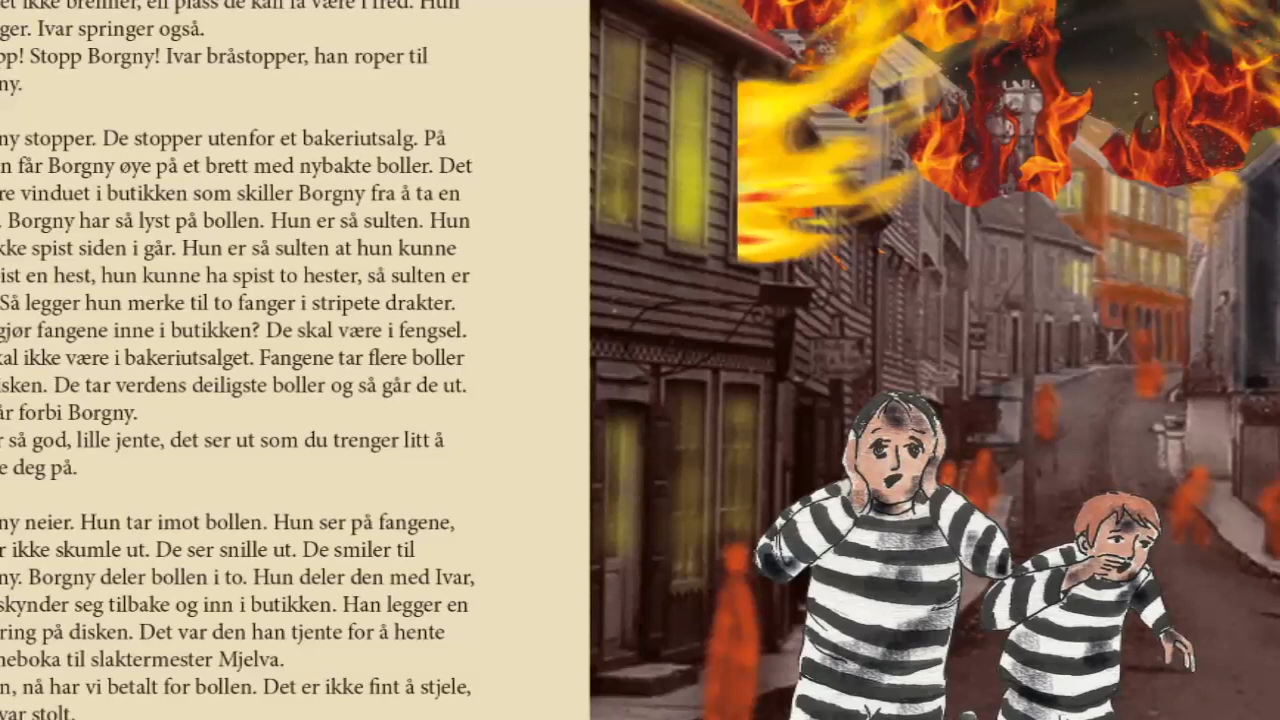 et ikke brenner, en plass de kan få være i fred. Hun
ger. Ivar springer også.
pp! Stopp Borgny! Ivar bråstopper, han roper til
ny.
ny stopper. De stopper utenfor et bakeriutsalg. På
n får Borgny øye på et brett med nybakte boller. Det
re vinduet i butikken som skiller Borgny fra å ta en
. Borgny har så lyst på bollen. Hun er så sulten. Hun
kke spist siden i går. Hun er så sulten at hun kunne
ist en hest, hun kunne ha spist to hester, så sulten er
Så legger hun merke til to fanger i stripete drakter.
gjør fangene inne i butikken? De skal være i fengsel.
kal ikke være i bakeriutsalget. Fangene tar flere boller
isken. De tar verdens deiligste boller og så går de ut.
år forbi Borgny.
r så god, lille jente, det ser ut som du trenger litt å
e deg på.
ny neier. Hun tar imot bollen. Hun ser på fangene,
r ikke skumle ut. De ser snille ut. De smiler til
ny. Borgny deler bollen i to. Hun deler den med Ivar,
skynder seg tilbake og inn i butikken. Han legger en
ring på disken. Det var den han tjente for å hente
neboka til slaktermester Mjelva.
n, nå har vi betalt for bollen. Det er ikke fint å stjele,
var stolt.